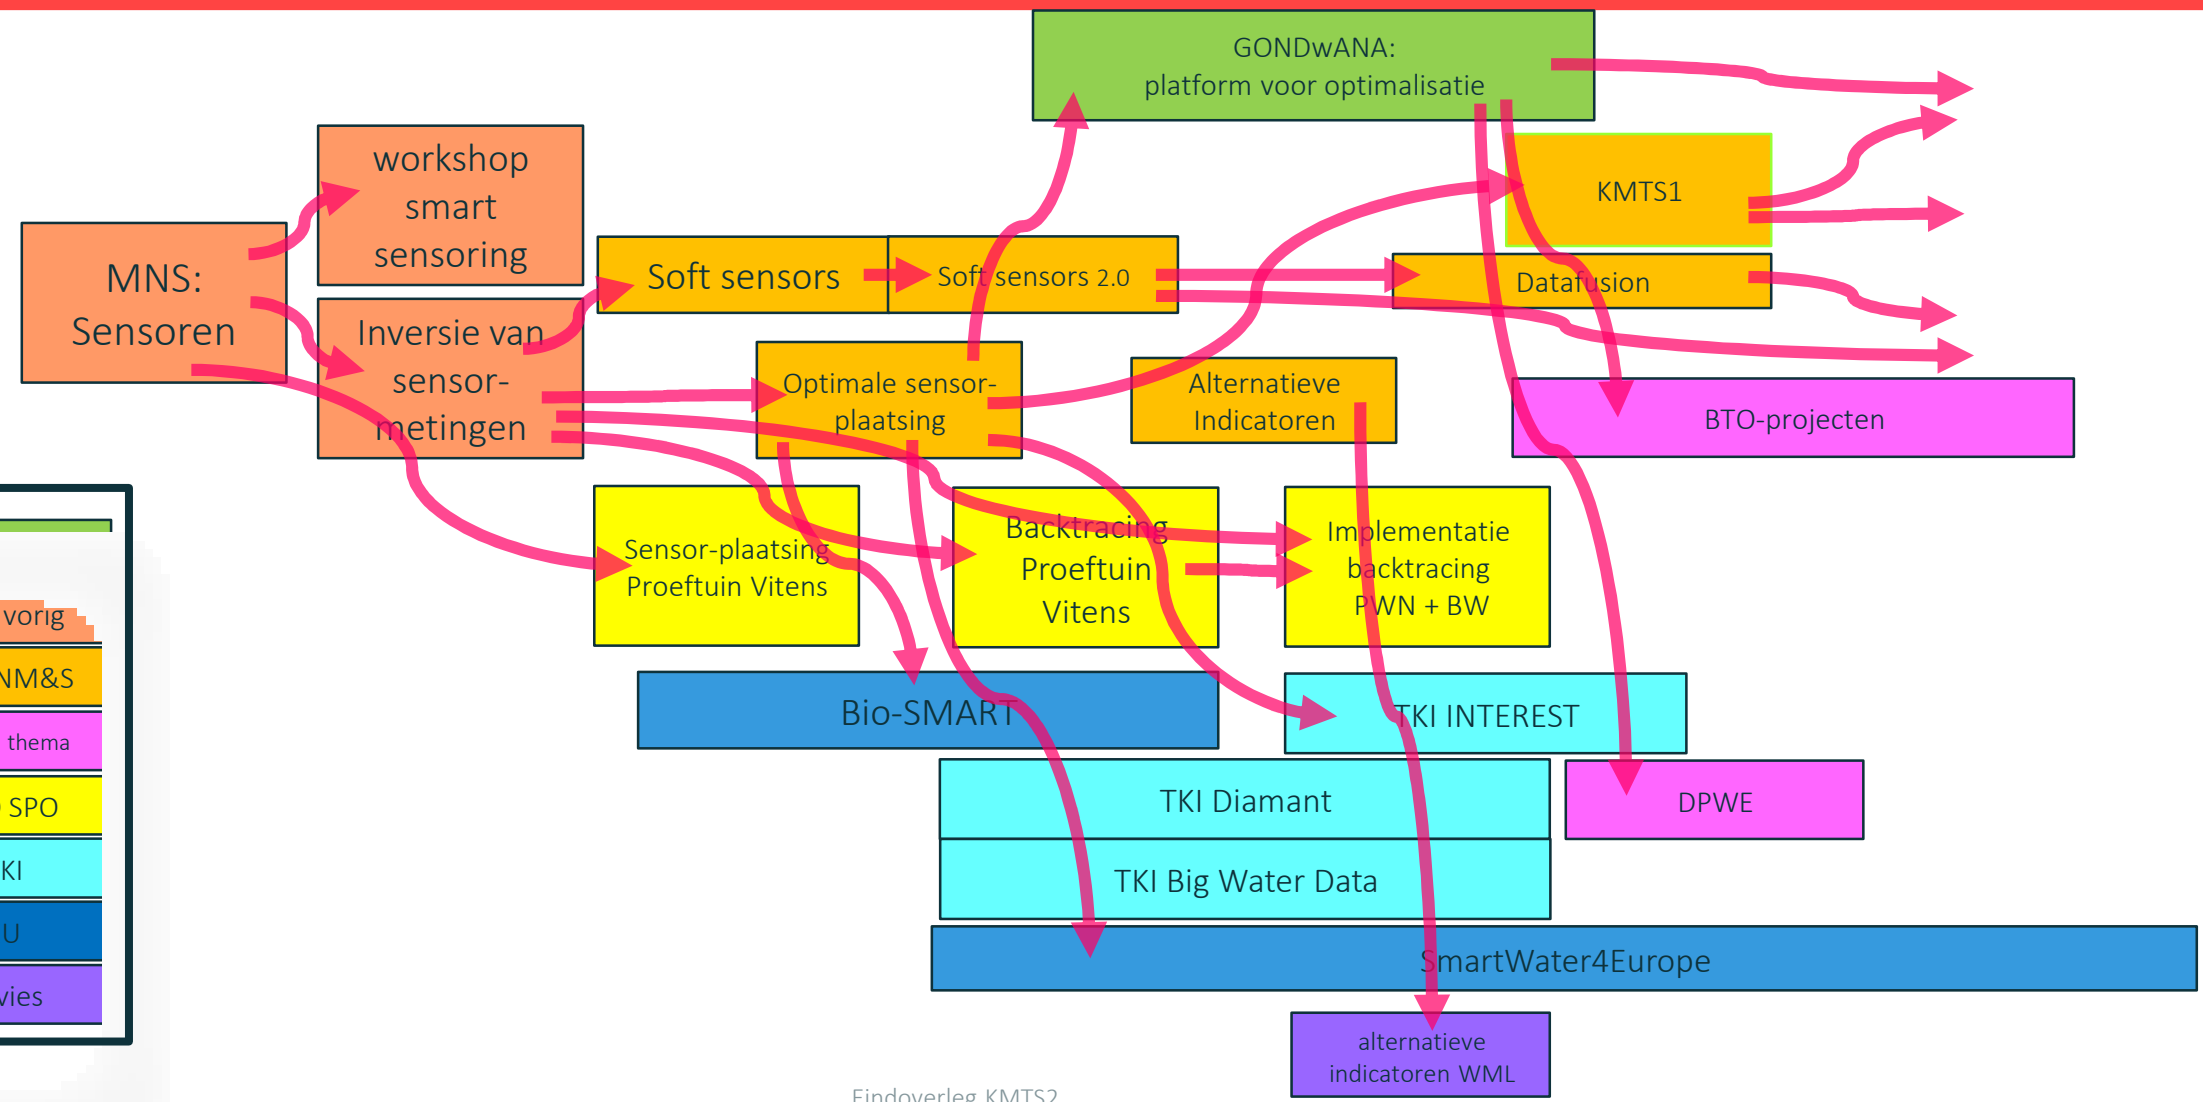 GONDwANA:
platform voor optimalisatie
workshop
smart
sensoring
KMTS1
MNS:
Sensoren
Soft sensors
Soft sensors 2.0
Datafusion
Inversie van
sensor-
metingen
Optimale sensor-
plaatsing
Alternatieve
Indicatoren
BTO-projecten
Sensor-plaatsing
Proeftuin Vitens
Backtracing
Proeftuin
Vitens
Implementatie
backtracing
PWN + BW
vorig
NM&S
thema
SPO
KI
U
vies
Bio-SMART
TKI INTEREST
TKI Diamant
DPWE
TKI Big Water Data
SmartWater4Europe
alternatieve
indicatoren WML
Eindoverleg KMTS2